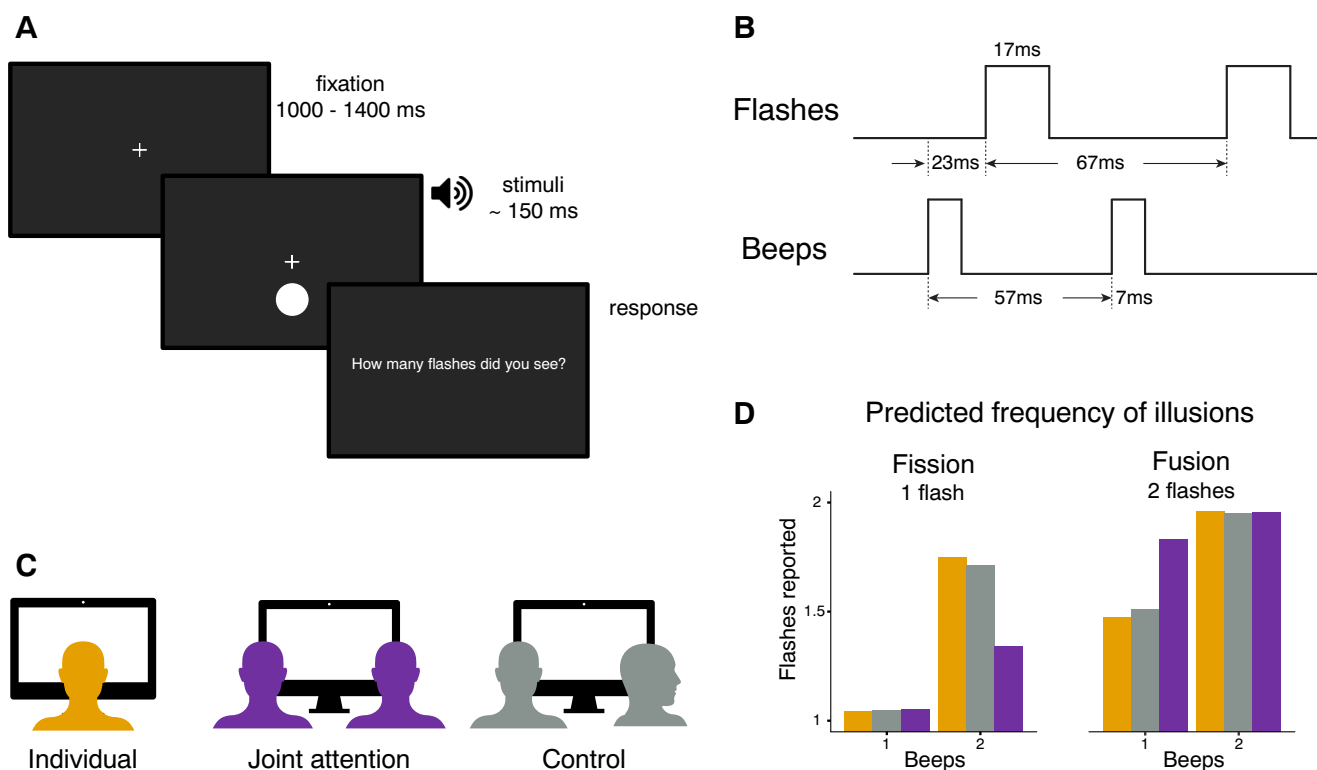 A
fixation
1000 - 1400 ms
stimuli
~ 150 ms
response
How many flashes did you see?
B
17ms
Flashes
23ms
67ms
Beeps
57ms
7ms
C
Individual
Joint attention
Control
D
Predicted frequency of illusions
Fission
1 flash
Fusion
2 flashes
Flashes reported
2
1.5
1
1
2
Beeps
1
2
Beeps